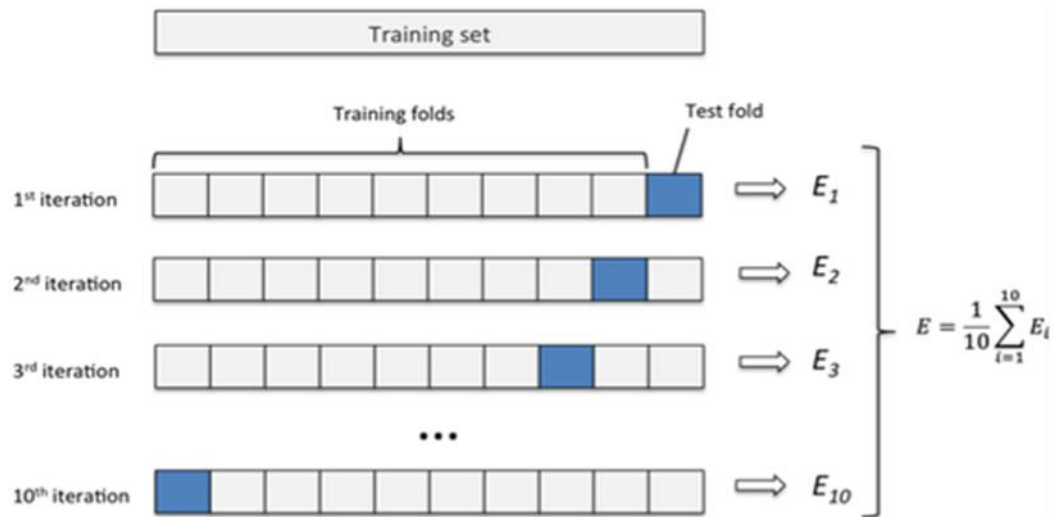 Training set
Training folds
Test fold
1st iteration
E1
2nd iteration
E2
3rd iteration
E3
...
10th iteration
E10
E = 1/10 ∑ i=1 10 Ei